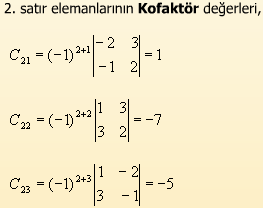 2. satır elemanlarının Kofaktör değerleri,
C₂₁ = (−1)²⁺¹ |−2 3; −1 2| = 1
C₂₂ = (−1)²⁺² |1 3; 3 2| = −7
C₂₃ = (−1)²⁺³ |1 −2; 3 −1| = −5